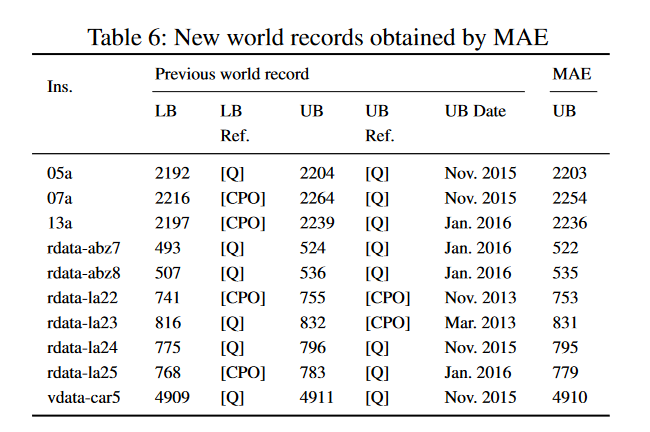 Table 6: New world records obtained by MAE
Ins. Previous world record MAE
LB LB Ref. UB UB Ref. UB Date UB
05a 2192 [Q] 2204 [Q] Nov. 2015 2203
07a 2216 [CPO] 2264 [Q] Nov. 2015 2254
13a 2197 [CPO] 2239 [Q] Jan. 2016 2236
rdata-abz7 493 [Q] 524 [Q] Jan. 2016 522
rdata-abz8 507 [Q] 536 [Q] Jan. 2016 535
rdata-la22 741 [CPO] 755 [CPO] Nov. 2013 753
rdata-la23 816 [Q] 832 [CPO] Mar. 2013 831
rdata-la24 775 [Q] 796 [Q] Nov. 2015 795
rdata-la25 768 [CPO] 783 [Q] Jan. 2016 779
vdata-car5 4909 [Q] 4911 [Q] Nov. 2015 4910